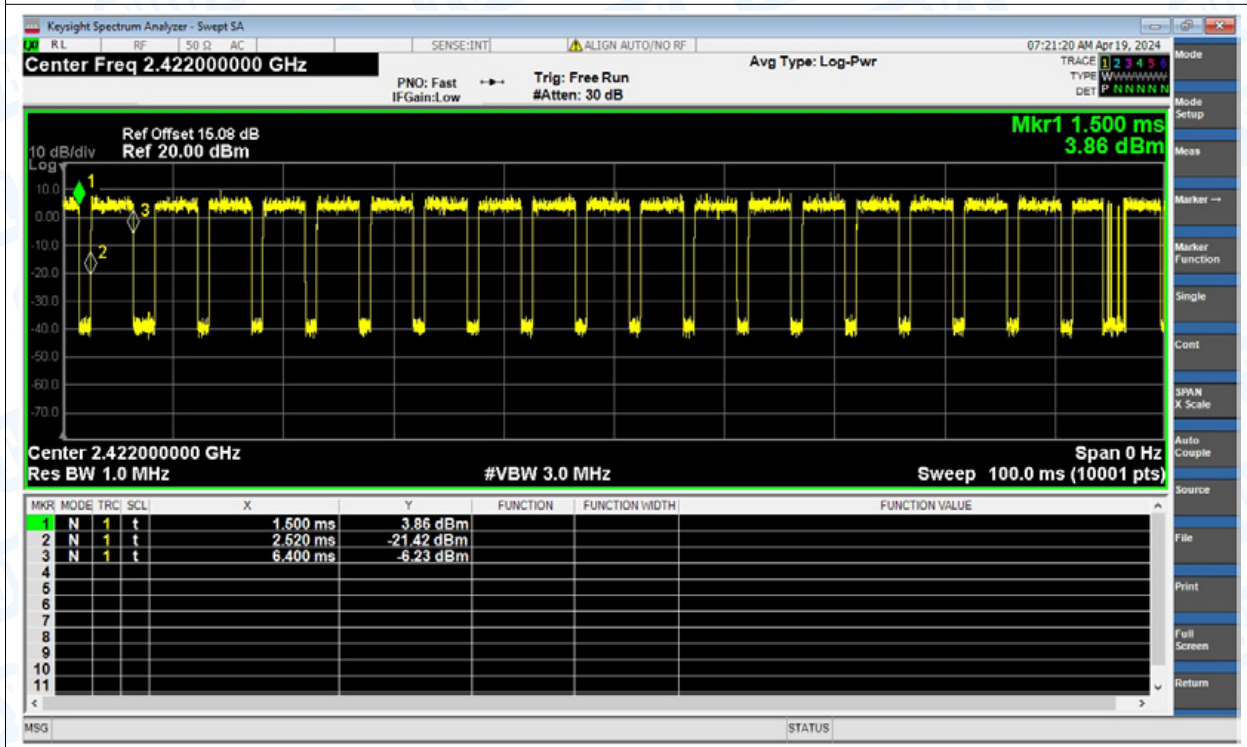 Keysight Spectrum Analyzer - Swept SA
RL RF 50 Ω AC SENSE:INT ALIGN AUTO/NO RF 07:21:20 AM Apr 19, 2024
Center Freq 2.422000000 GHz
PNO: Fast
IFGain:Low
Trig: Free Run
#Atten: 30 dB
Avg Type: Log-Pwr
TRACE 1 2 3 4 5 6
TYPE W
DET P N N N N N
Mkr1 1.500 ms
3.86 dBm
Ref Offset 15.08 dB
10 dB/div Ref 20.00 dBm
Log
10.0
0.00
-10.0
-20.0
-30.0
-40.0
-50.0
-60.0
-70.0
1
2
3
Center 2.422000000 GHz Span 0 Hz
Res BW 1.0 MHz #VBW 3.0 MHz Sweep 100.0 ms (10001 pts)
MKR MODE TRC SCL X Y FUNCTION FUNCTION WIDTH FUNCTION VALUE
1 N 1 t 1.500 ms 3.86 dBm
2 N 1 t 2.520 ms -21.42 dBm
3 N 1 t 6.400 ms -6.23 dBm
4
5
6
7
8
9
10
11
MSG STATUS
Mode
Mode Setup
Meas
Marker →
Marker Function
Single
Cont
SPAN X Scale
Auto Couple
Source
File
Print
Full Screen
Return